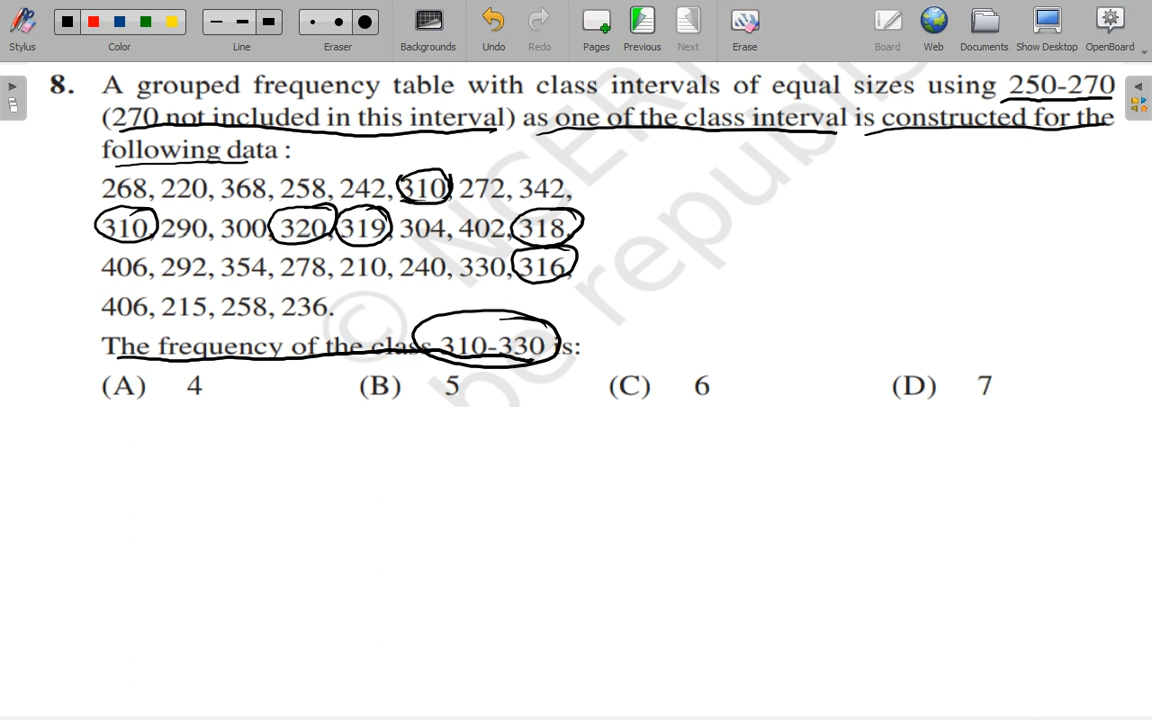 Stylus Color Line Eraser Backgrounds Undo Redo Pages Previous Next Erase Board Web Documents Show Desktop OpenBoard
8. A grouped frequency table with class intervals of equal sizes using 250-270
(270 not included in this interval) as one of the class interval is constructed for the
following data :
268, 220, 368, 258, 242, 310, 272, 342,
310, 290, 300, 320, 319, 304, 402, 318,
406, 292, 354, 278, 210, 240, 330, 316,
406, 215, 258, 236.
The frequency of the class 310-330 is:
(A) 4 (B) 5 (C) 6 (D) 7
© NCERT
be republis